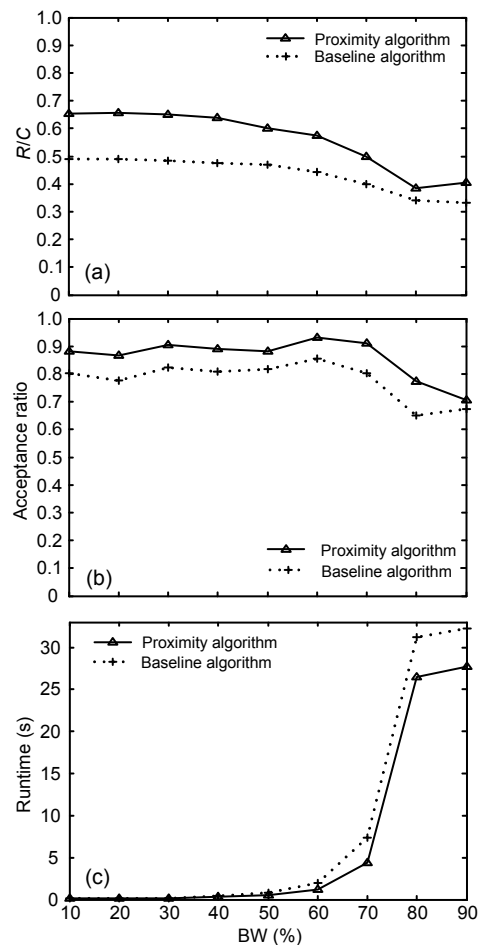 1.0
0.9
0.8
0.7
0.6
0.5
0.4
0.3
0.2
0.1
0
R/C
Proximity algorithm
Baseline algorithm
(a)
1.0
0.9
0.8
0.7
0.6
0.5
0.4
0.3
0.2
0.1
0
Acceptance ratio
Proximity algorithm
Baseline algorithm
(b)
30
25
20
15
10
5
0
Runtime (s)
Proximity algorithm
Baseline algorithm
(c)
10 20 30 40 50 60 70 80 90
BW (%)